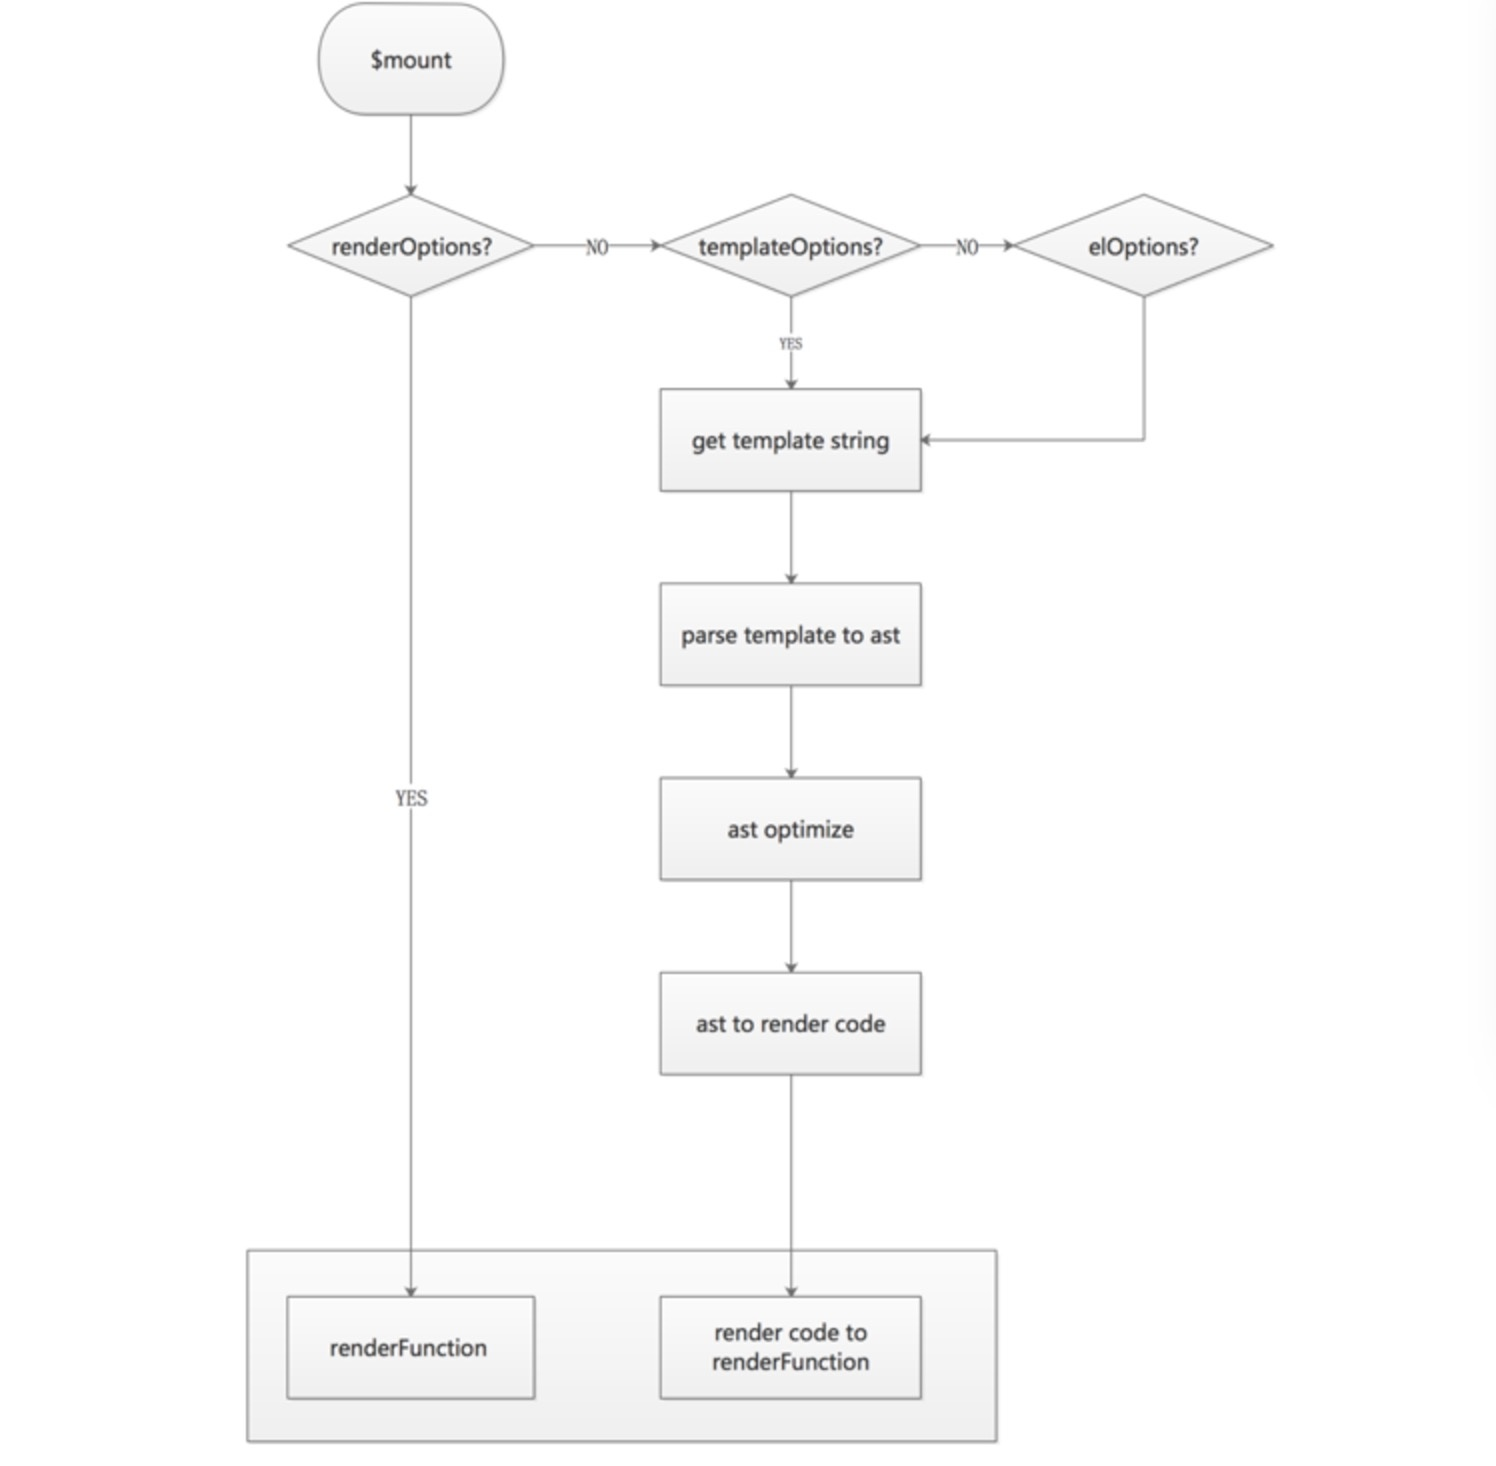 $mount
renderOptions?
NO
templateOptions?
NO
elOptions?
YES
get template string
parse template to ast
YES
ast optimize
ast to render code
renderFunction
render code to
renderFunction